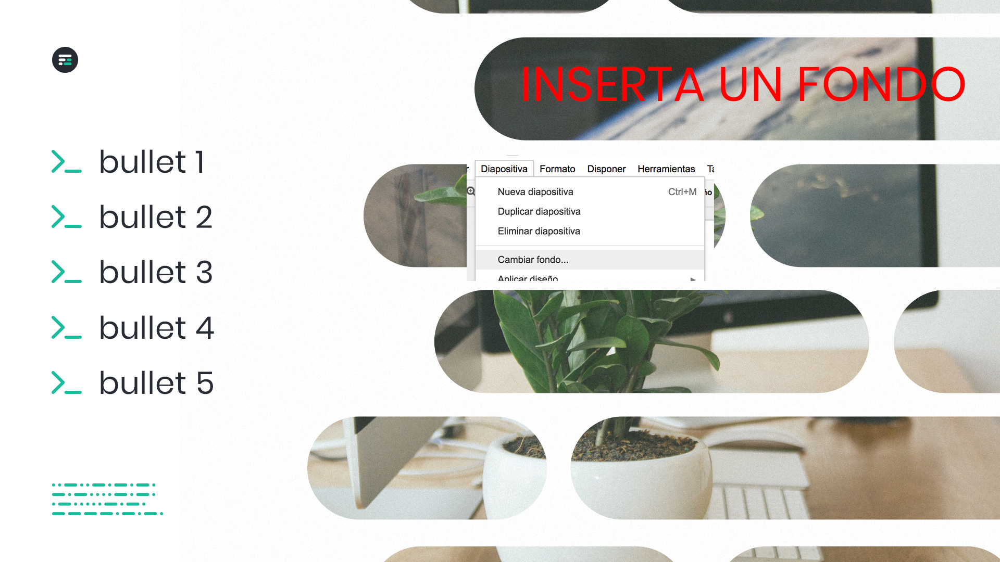 INSERTA UN FONDO
bullet 1
bullet 2
bullet 3
bullet 4
bullet 5
r Diapositiva Formato Disponer Herramientas Ta
Nueva diapositiva Ctrl+M
Duplicar diapositiva
Eliminar diapositiva
Cambiar fondo...
Aplicar diseño